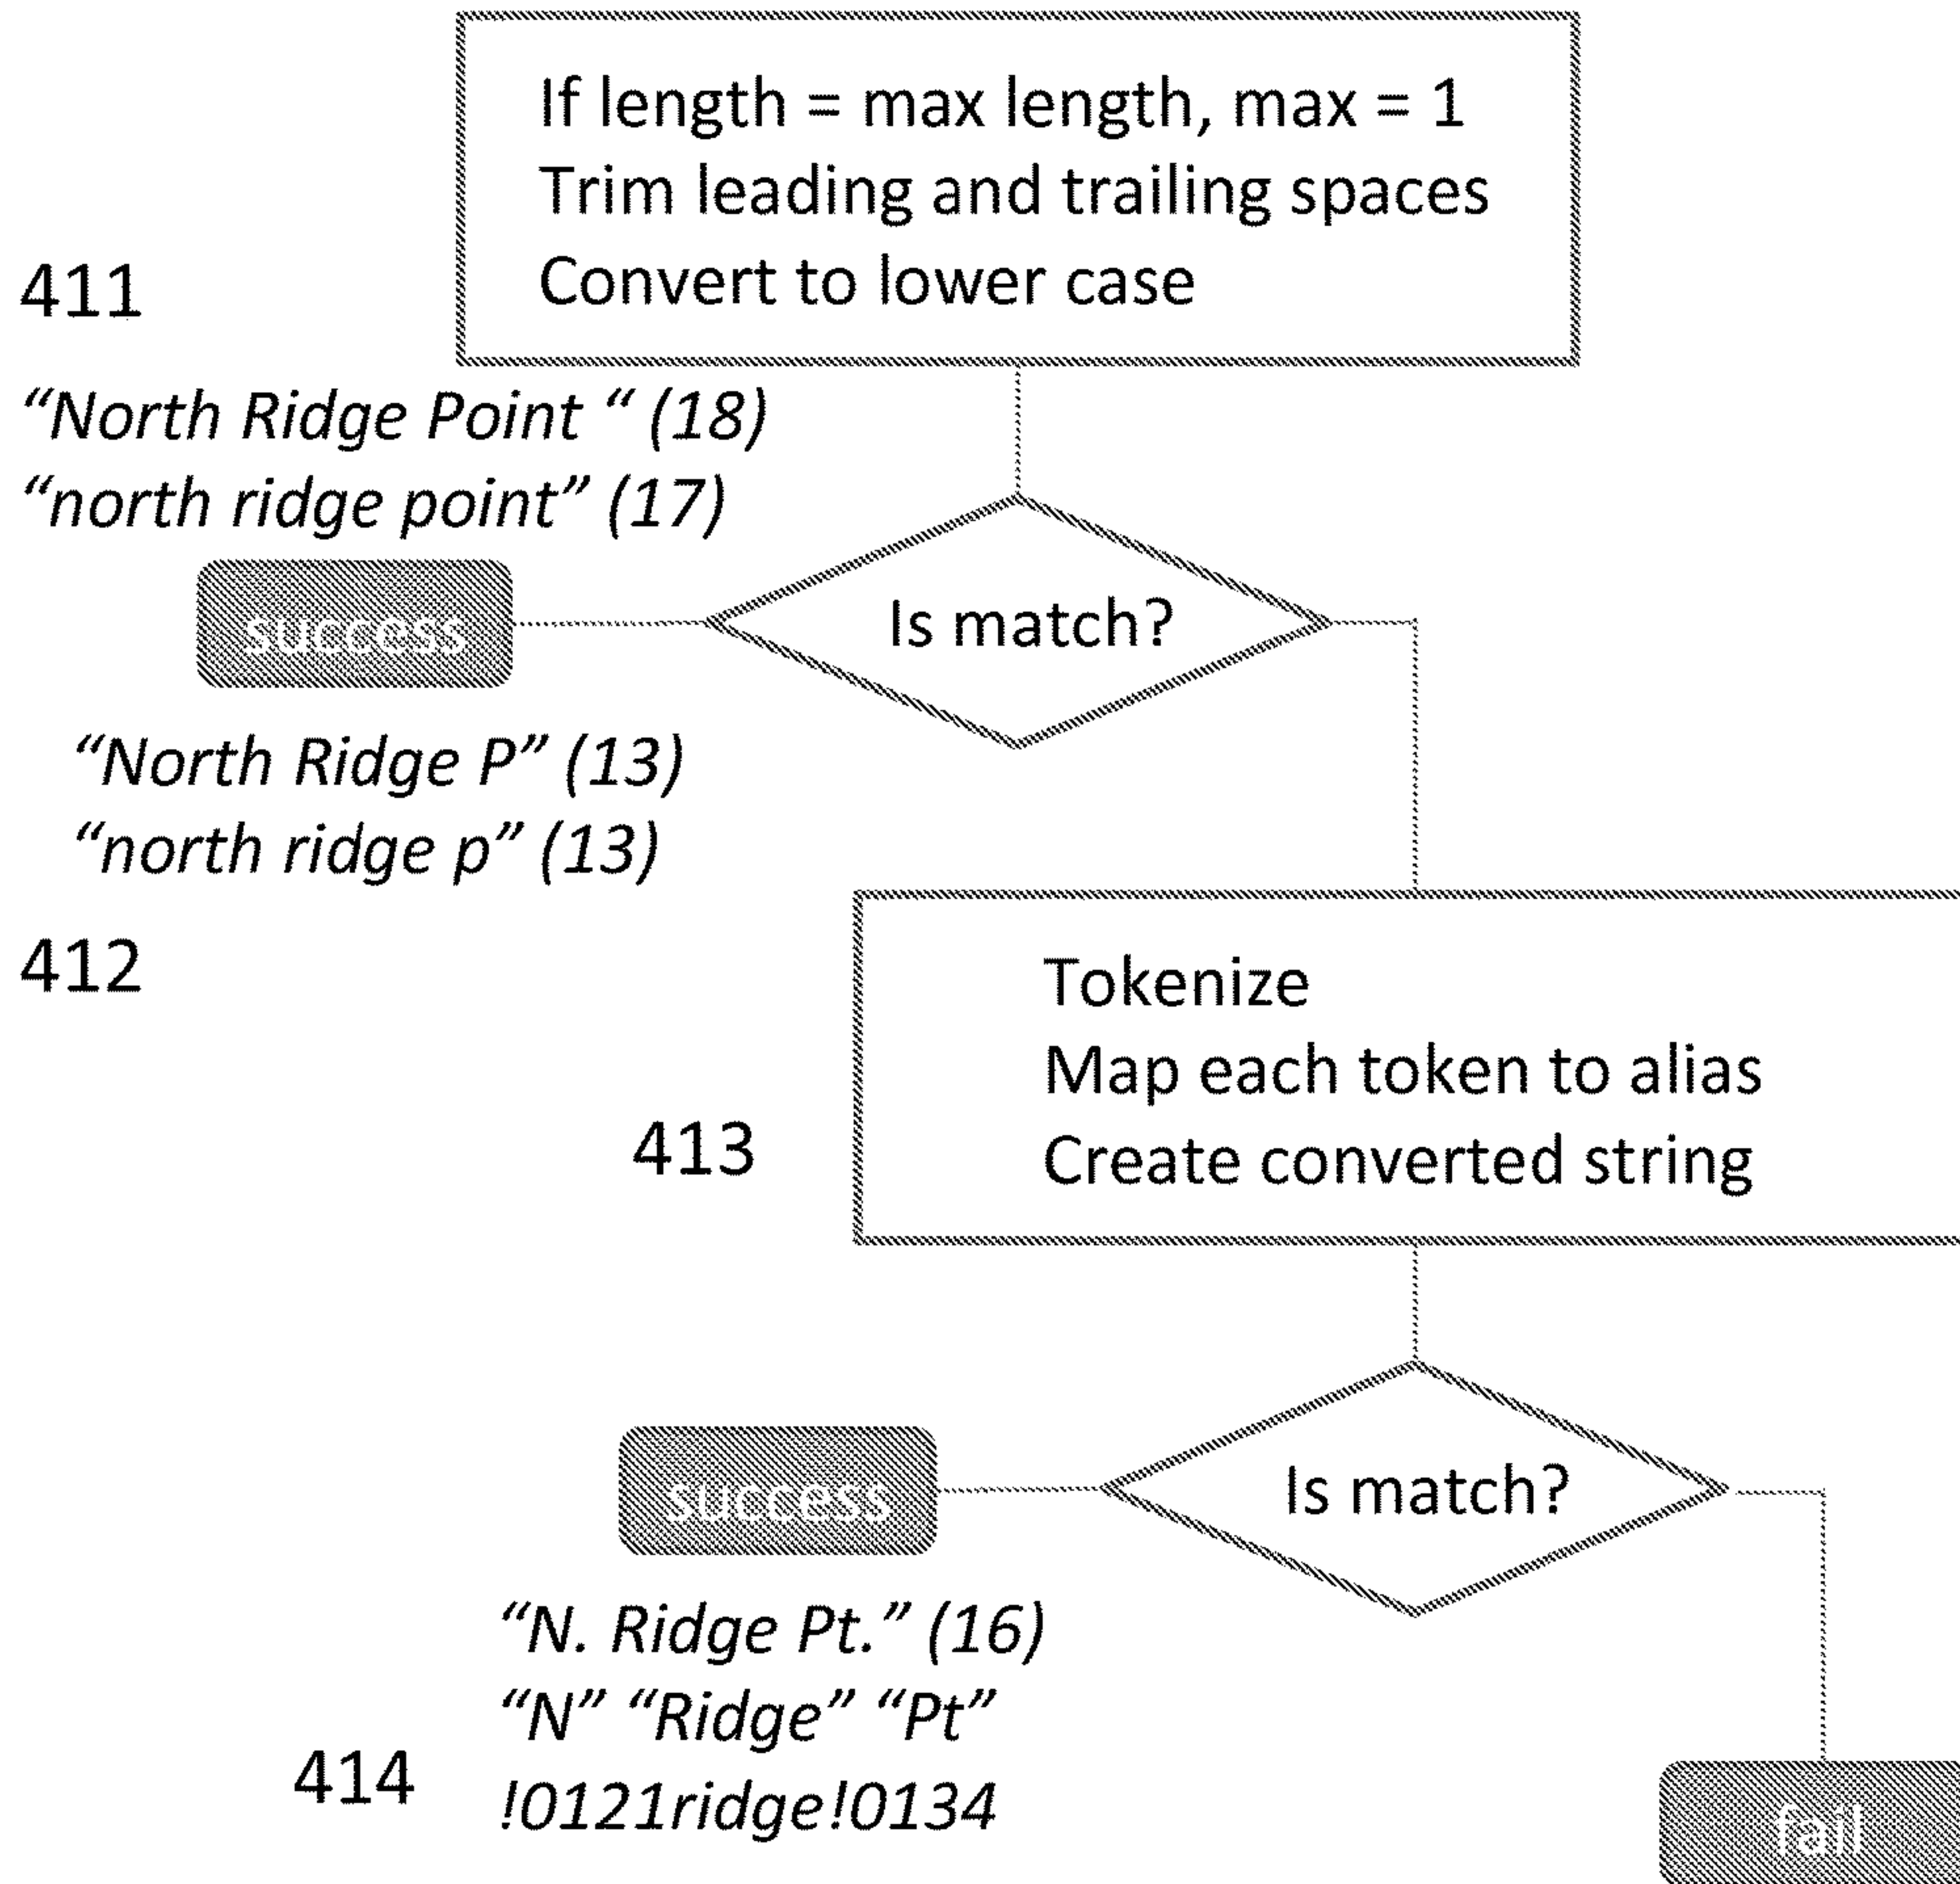 If length = max length, max = 1
Trim leading and trailing spaces
Convert to lower case
411
“North Ridge Point “ (18)
“north ridge point” (17)
success
Is match?
“North Ridge P” (13)
“north ridge p” (13)
412
Tokenize
Map each token to alias
Create converted string
413
success
Is match?
“N. Ridge Pt.” (16)
“N” “Ridge” “Pt”
414
!0121ridge!0134
fail